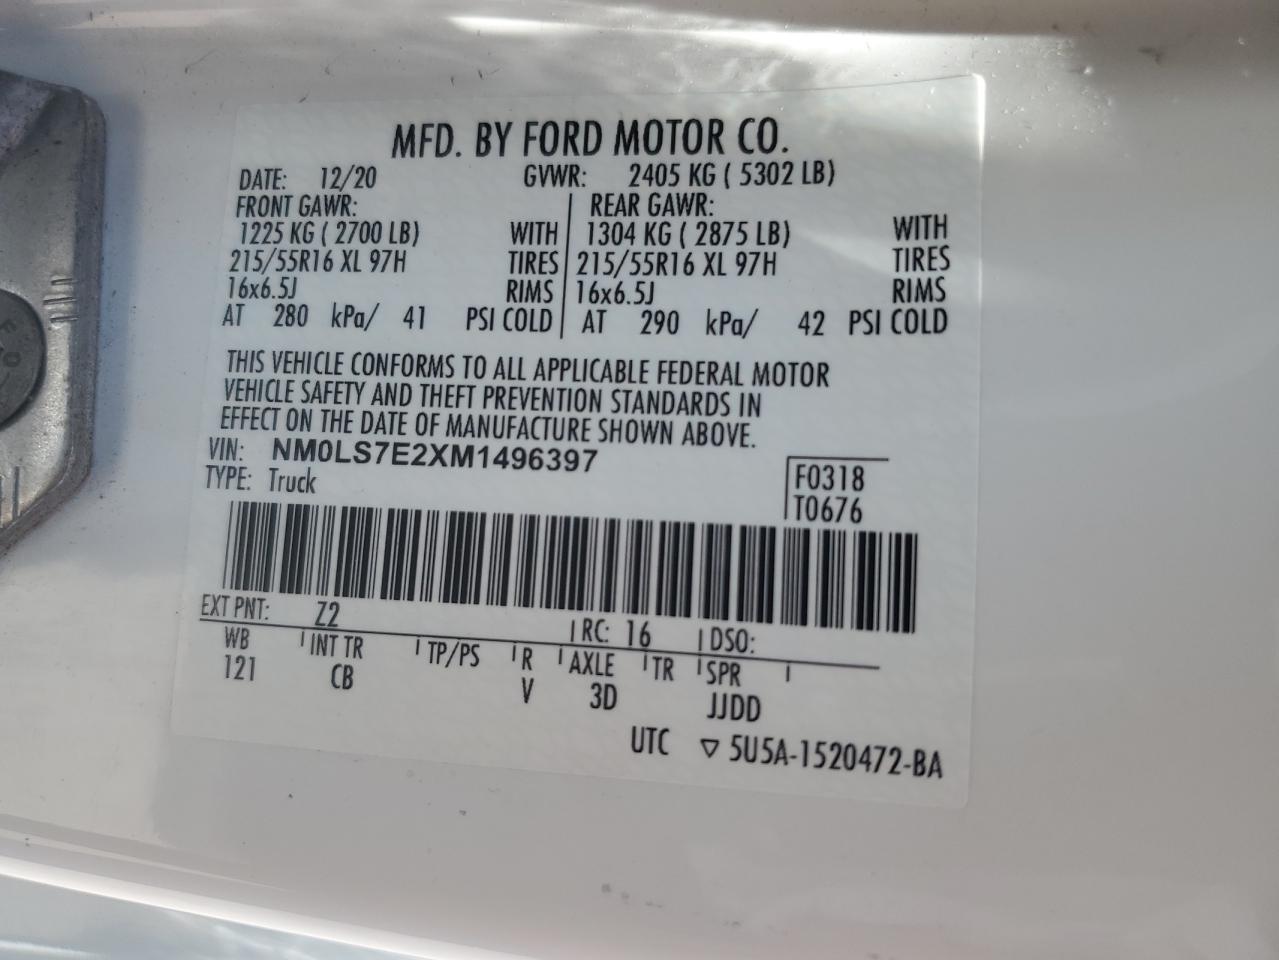 MFD. BY FORD MOTOR CO.
DATE: 12/20 GVWR: 2405 KG ( 5302 LB)
FRONT GAWR: REAR GAWR:
1225 KG ( 2700 LB) WITH 1304 KG ( 2875 LB) WITH
215/55R16 XL 97H TIRES 215/55R16 XL 97H TIRES
16x6.5J RIMS 16x6.5J RIMS
AT 280 kPa/ 41 PSI COLD AT 290 kPa/ 42 PSI COLD
THIS VEHICLE CONFORMS TO ALL APPLICABLE FEDERAL MOTOR
VEHICLE SAFETY AND THEFT PREVENTION STANDARDS IN
EFFECT ON THE DATE OF MANUFACTURE SHOWN ABOVE.
VIN: NM0LS7E2XM1496397
TYPE: Truck F0318
T0676
EXT PNT: Z2 RC: 16 DSO:
WB INT TR TP/PS R AXLE TR SPR
121 CB V 3D JJDD
UTC ▽ 5U5A-1520472-BA